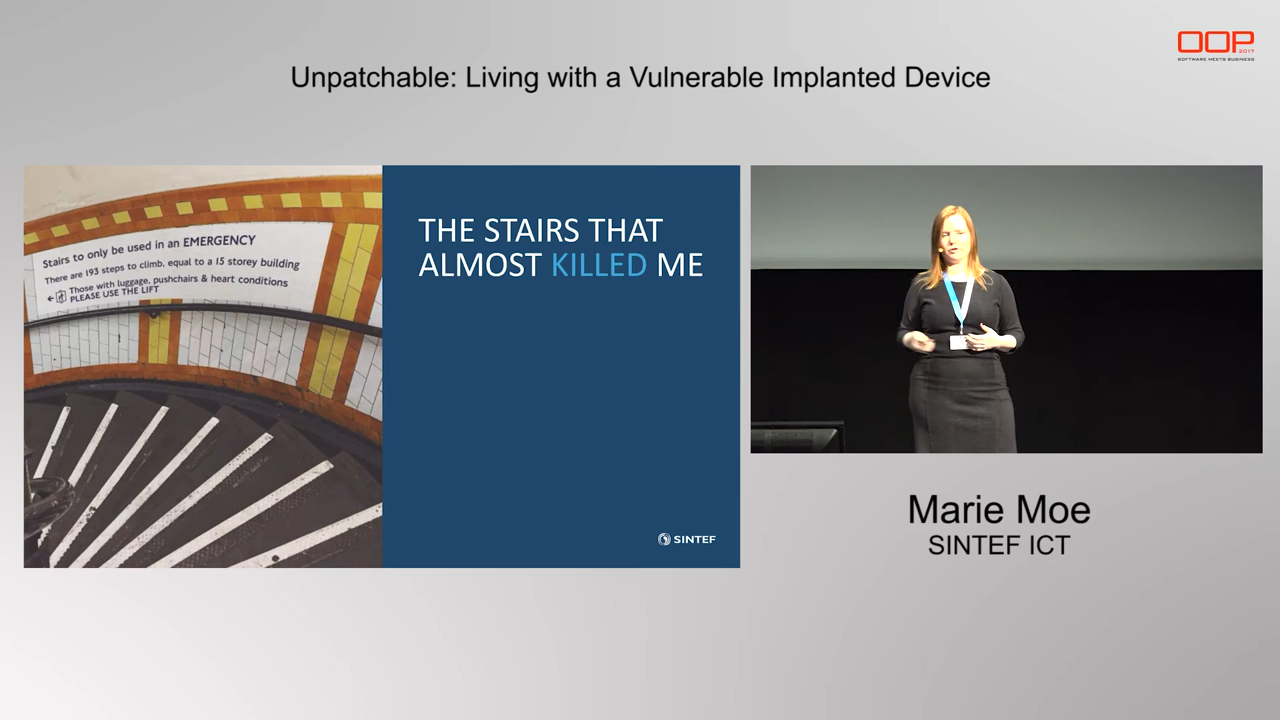 OOP
2017
SOFTWARE MEETS BUSINESS
Unpatchable: Living with a Vulnerable Implanted Device
Stairs to only be used in an EMERGENCY
There are 193 steps to climb, equal to a 15 storey building
Those with luggage, pushchairs & heart conditions
PLEASE USE THE LIFT
THE STAIRS THAT
ALMOST KILLED ME
SINTEF
Marie Moe
SINTEF ICT